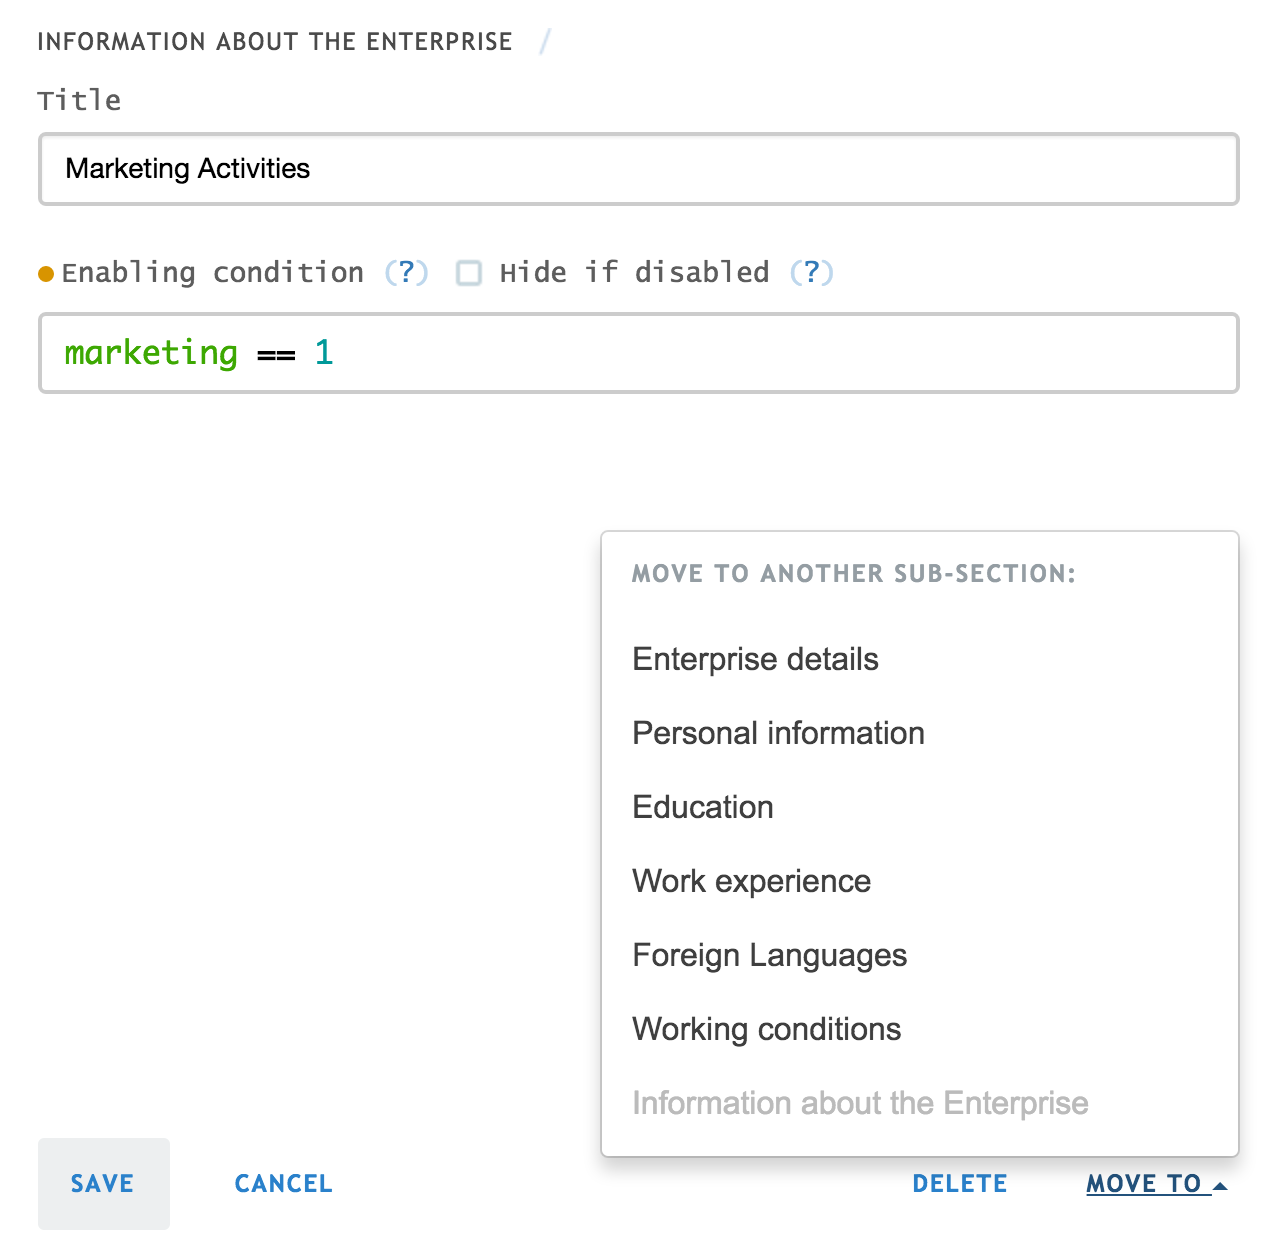 INFORMATION ABOUT THE ENTERPRISE /
Title
Marketing Activities
Enabling condition (?) Hide if disabled (?)
marketing == 1
MOVE TO ANOTHER SUB-SECTION:
Enterprise details
Personal information
Education
Work experience
Foreign Languages
Working conditions
Information about the Enterprise
SAVE CANCEL DELETE MOVE TO